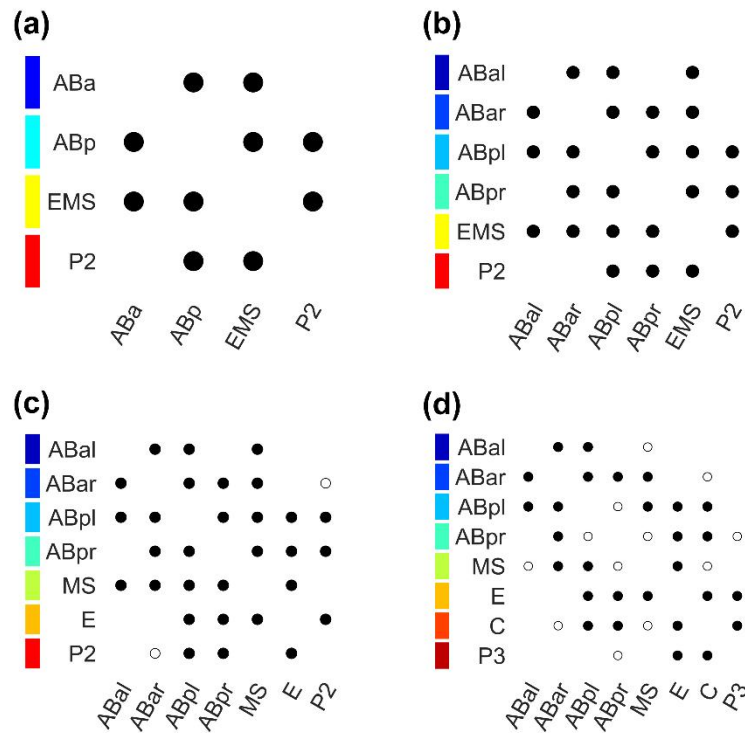 (a)
ABa
ABp
EMS
P2
ABa
ABp
EMS
P2
(b)
ABal
ABar
ABpl
ABpr
EMS
P2
ABal
ABar
ABpl
ABpr
EMS
P2
(c)
ABal
ABar
ABpl
ABpr
MS
E
P2
ABal
ABar
ABpl
ABpr
MS
E
P2
(d)
ABal
ABar
ABpl
ABpr
MS
E
C
P3
ABal
ABar
ABpl
ABpr
MS
E
C
P3